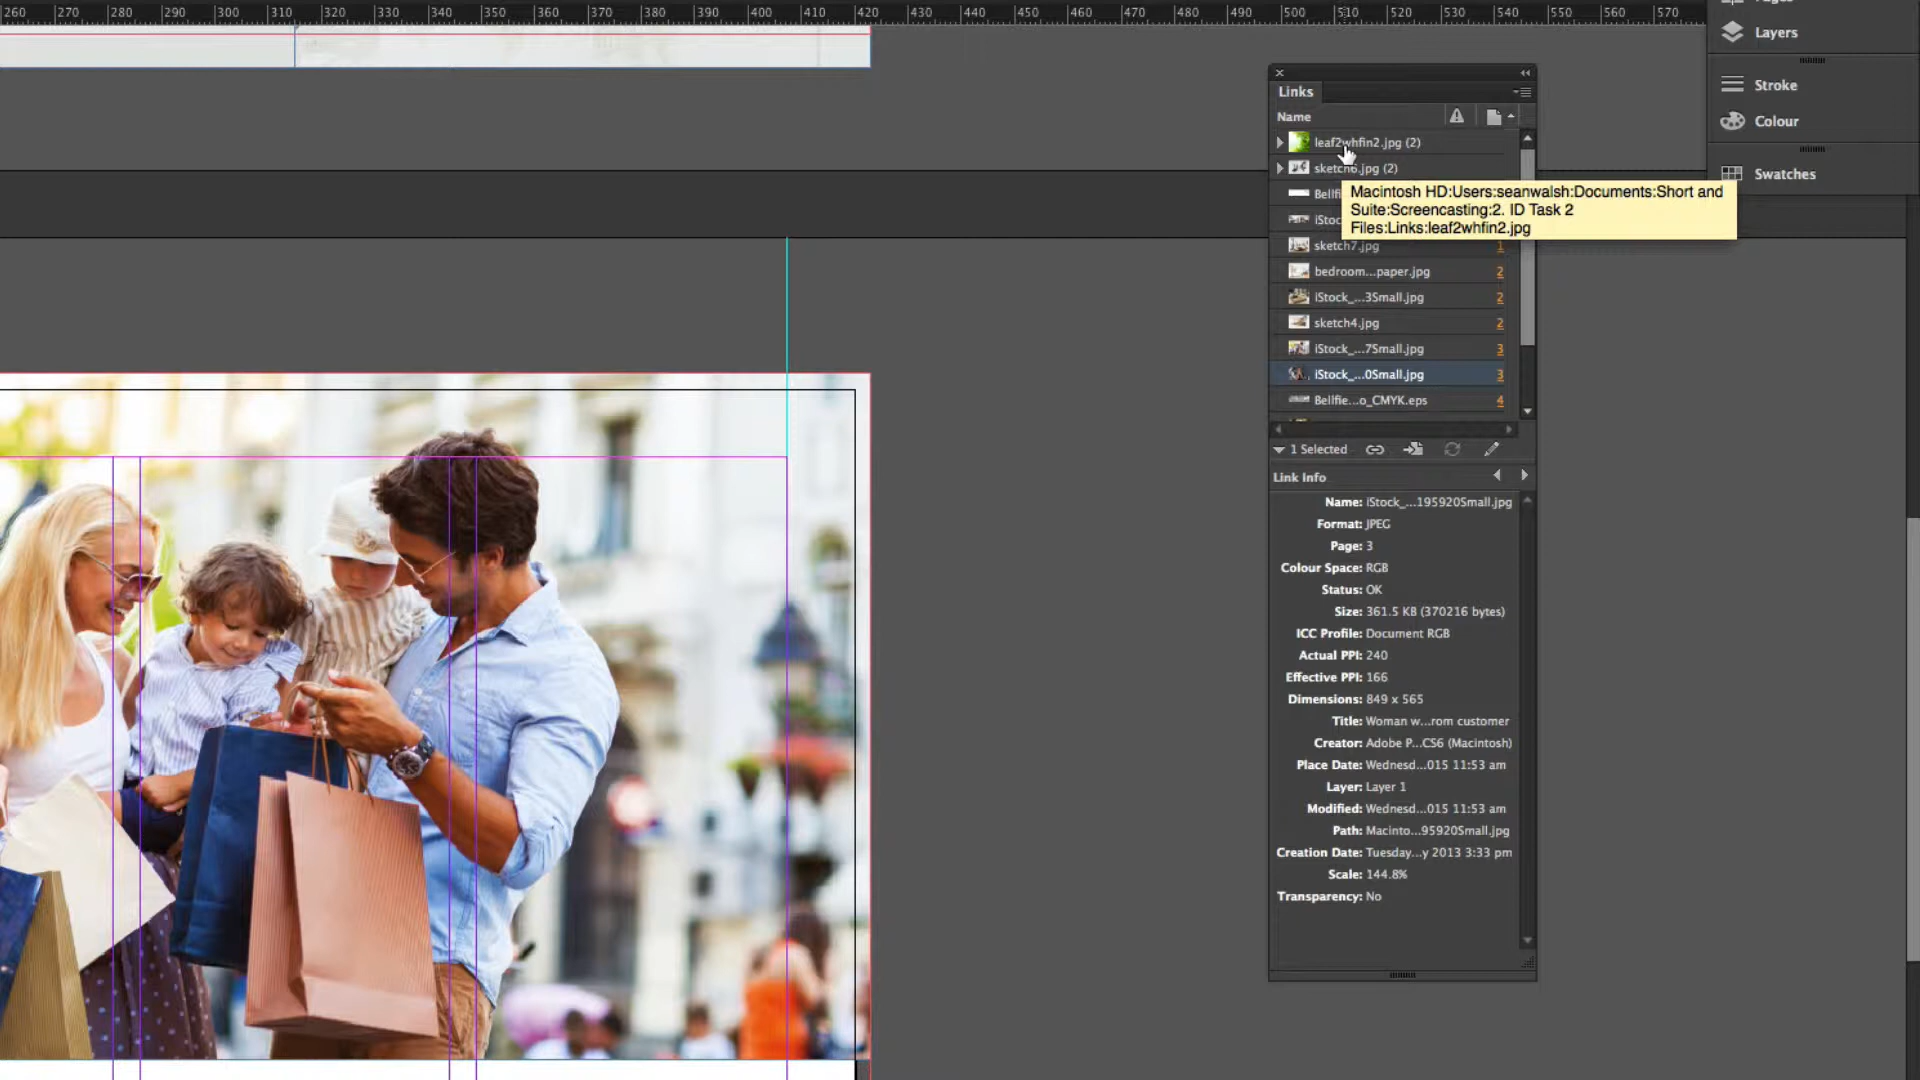 260 270 280 290 300 310 320 330 340 350 360 370 380 390 400 410 420 430 440 450 460 470 480 490 500 510 520 530 540 550 560 570
Layers
Stroke
Colour
Swatches
Links
Name
leaf2whfin2.jpg (2)
sketch6.jpg (2)
Macintosh HD:Users:seanwalsh:Documents:Short and
Suite:Screencasting:2. ID Task 2
Files:Links:leaf2whfin2.jpg
Bellfi
iStoc
sketch7.jpg 1
bedroom...paper.jpg 2
iStock_...3Small.jpg 2
sketch4.jpg 2
iStock_...7Small.jpg 3
iStock_...0Small.jpg 3
Bellfie...o_CMYK.eps 4
1 Selected
Link Info
Name: iStock_...195920Small.jpg
Format: JPEG
Page: 3
Colour Space: RGB
Status: OK
Size: 361.5 KB (370216 bytes)
ICC Profile: Document RGB
Actual PPI: 240
Effective PPI: 166
Dimensions: 849 x 565
Title: Woman w...rom customer
Creator: Adobe P...CS6 (Macintosh)
Place Date: Wednesd...015 11:53 am
Layer: Layer 1
Modified: Wednesd...015 11:53 am
Path: Macinto...95920Small.jpg
Creation Date: Tuesday...y 2013 3:33 pm
Scale: 144.8%
Transparency: No